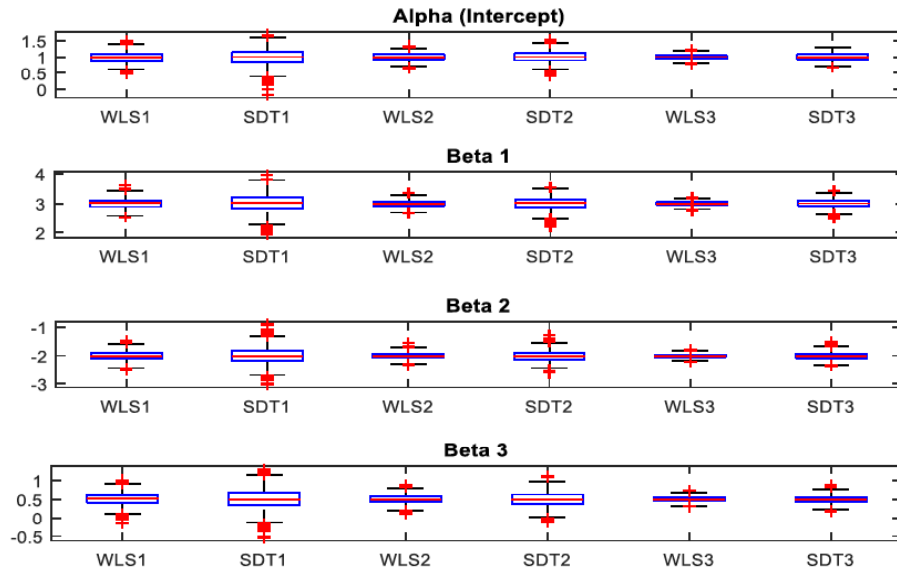 Alpha (Intercept)
1.5
1
0.5
0
WLS1 SDT1 WLS2 SDT2 WLS3 SDT3
Beta 1
4
3
2
WLS1 SDT1 WLS2 SDT2 WLS3 SDT3
Beta 2
-1
-2
-3
WLS1 SDT1 WLS2 SDT2 WLS3 SDT3
Beta 3
1
0.5
0
-0.5
WLS1 SDT1 WLS2 SDT2 WLS3 SDT3